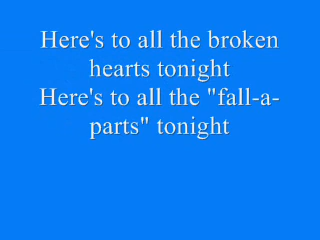 Here's to all the broken
hearts tonight
Here's to all the "fall-a-
parts" tonight